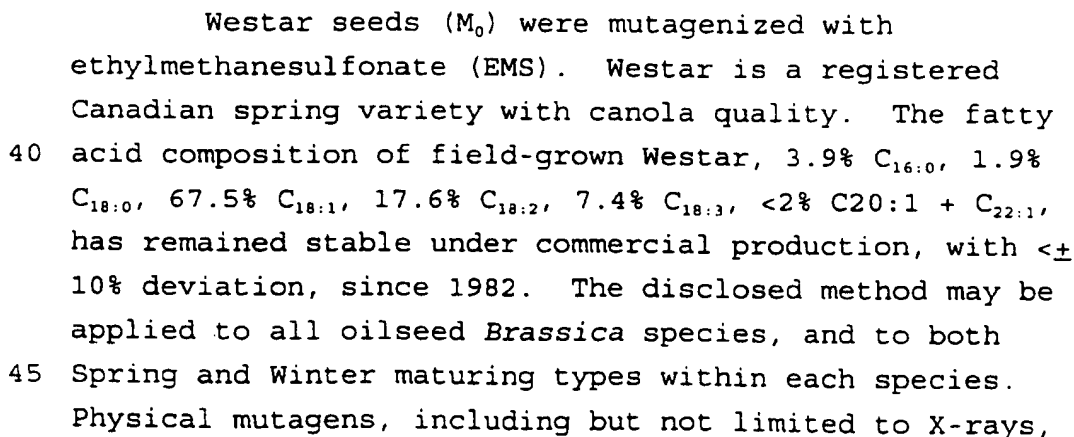 Westar seeds (M₀) were mutagenized with
ethylmethanesulfonate (EMS). Westar is a registered
Canadian spring variety with canola quality. The fatty
40 acid composition of field-grown Westar, 3.9% C₁₆:₀, 1.9%
C₁₈:₀, 67.5% C₁₈:₁, 17.6% C₁₈:₂, 7.4% C₁₈:₃, <2% C20:1 + C₂₂:₁,
has remained stable under commercial production, with <±
10% deviation, since 1982. The disclosed method may be
applied to all oilseed Brassica species, and to both
45 Spring and Winter maturing types within each species.
Physical mutagens, including but not limited to X-rays,